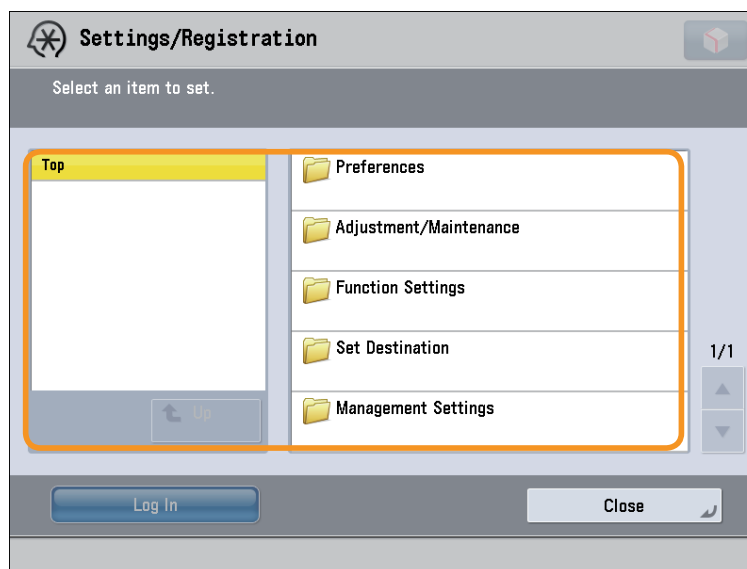 Settings/Registration
Select an item to set.
Top
Preferences
Adjustment/Maintenance
Function Settings
Set Destination
Management Settings
1/1
Up
Log In
Close